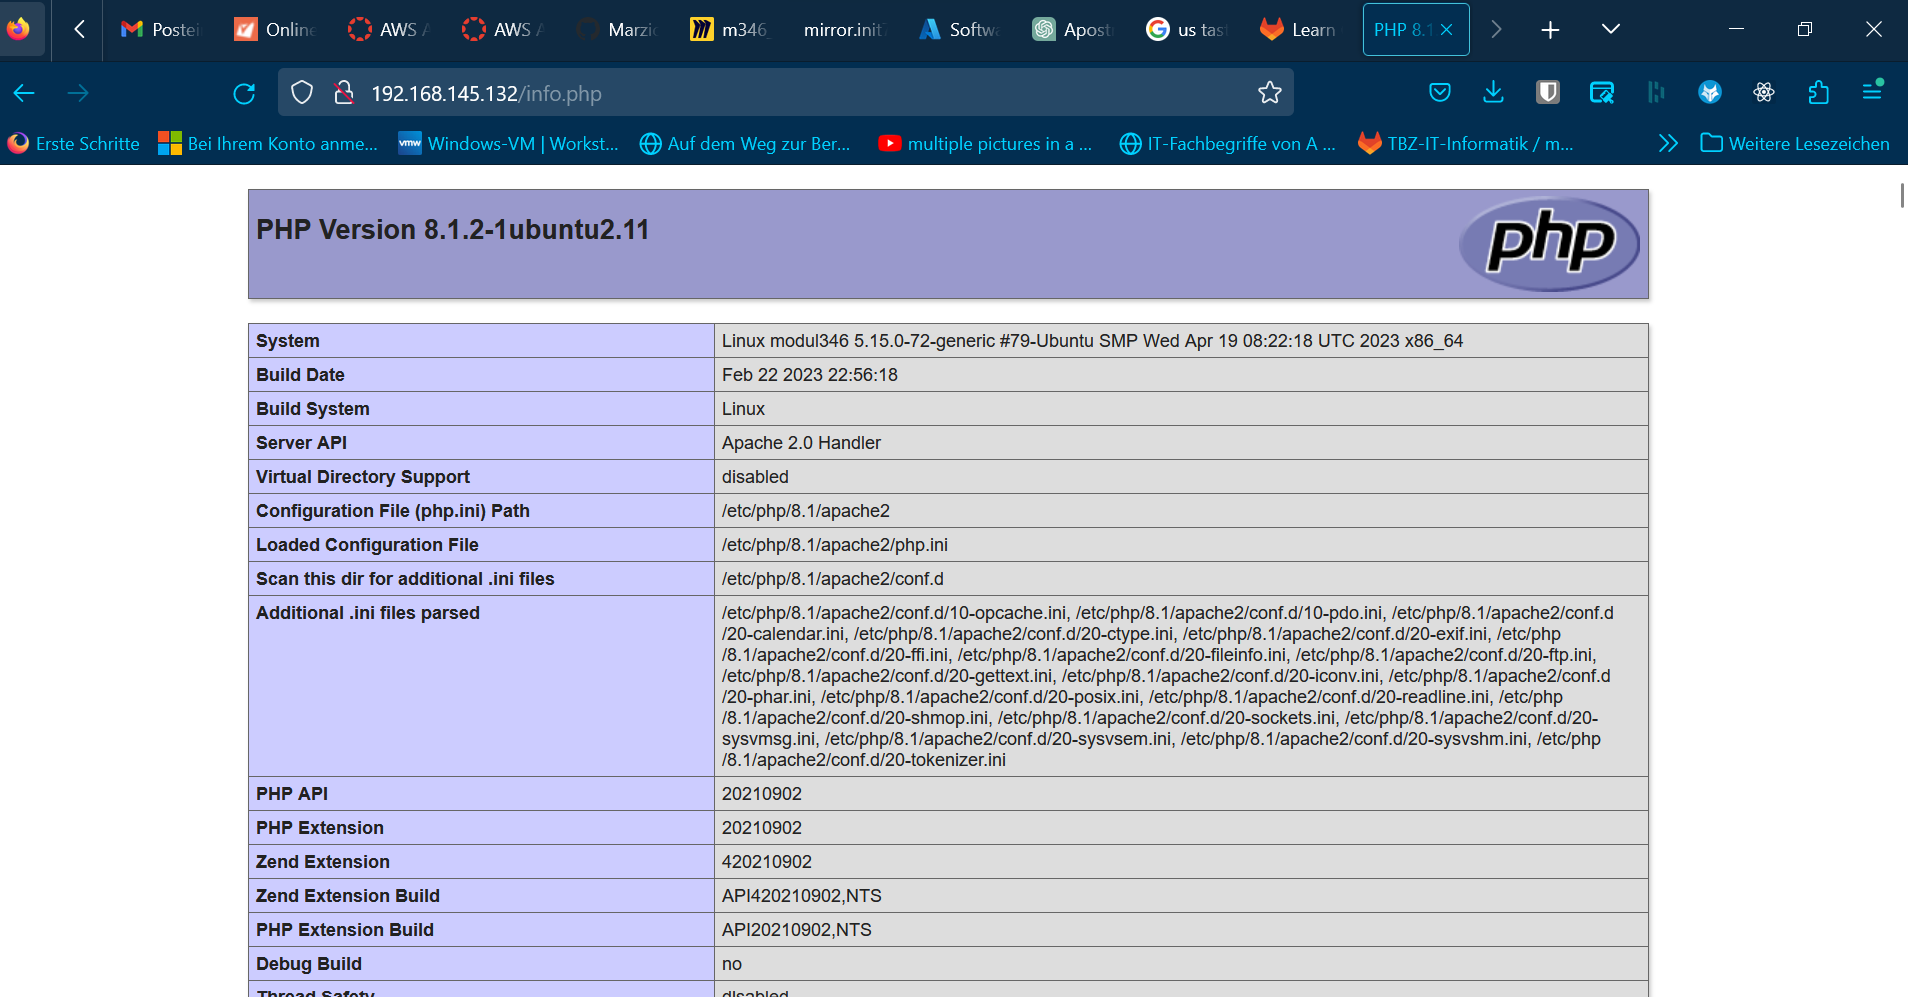 Online
AWS
AWS
m346_
mirror.init7
us tas
Learn
PHP 8.1
192.168.145.132/info.php
Erste Schritte
Bei Ihrem Konto anme...
vmw
Windows-VM | Workst...
Auf dem Weg zur Ber...
multiple pictures in a ...
IT-Fachbegriffe von A ...
TBZ-IT-Informatik / m...
Weitere Lesezeichen
PHP Version 8.1.2-1ubuntu2.11
php
System Linux modul346 5.15.0-72-generic #79-Ubuntu SMP Wed Apr 19 08:22:18 UTC 2023 x86_64
Build Date Feb 22 2023 22:56:18
Build System Linux
Server API Apache 2.0 Handler
Virtual Directory Support disabled
Configuration File (php.ini) Path /etc/php/8.1/apache2
Loaded Configuration File /etc/php/8.1/apache2/php.ini
Scan this dir for additional .ini files /etc/php/8.1/apache2/conf.d
Additional .ini files parsed /etc/php/8.1/apache2/conf.d/10-opcache.ini, /etc/php/8.1/apache2/conf.d/10-pdo.ini, /etc/php/8.1/apache2/conf.d
/20-calendar.ini, /etc/php/8.1/apache2/conf.d/20-ctype.ini, /etc/php/8.1/apache2/conf.d/20-exif.ini, /etc/php
/8.1/apache2/conf.d/20-ffi.ini, /etc/php/8.1/apache2/conf.d/20-fileinfo.ini, /etc/php/8.1/apache2/conf.d/20-ftp.ini,
/etc/php/8.1/apache2/conf.d/20-gettext.ini, /etc/php/8.1/apache2/conf.d/20-iconv.ini, /etc/php/8.1/apache2/conf.d
/20-phar.ini, /etc/php/8.1/apache2/conf.d/20-posix.ini, /etc/php/8.1/apache2/conf.d/20-readline.ini, /etc/php
/8.1/apache2/conf.d/20-shmop.ini, /etc/php/8.1/apache2/conf.d/20-sockets.ini, /etc/php/8.1/apache2/conf.d/20-
sysvmsg.ini, /etc/php/8.1/apache2/conf.d/20-sysvsem.ini, /etc/php/8.1/apache2/conf.d/20-sysvshm.ini, /etc/php
/8.1/apache2/conf.d/20-tokenizer.ini
PHP API 20210902
PHP Extension 20210902
Zend Extension 420210902
Zend Extension Build API420210902,NTS
PHP Extension Build API20210902,NTS
Debug Build no
Thread Safety disabled